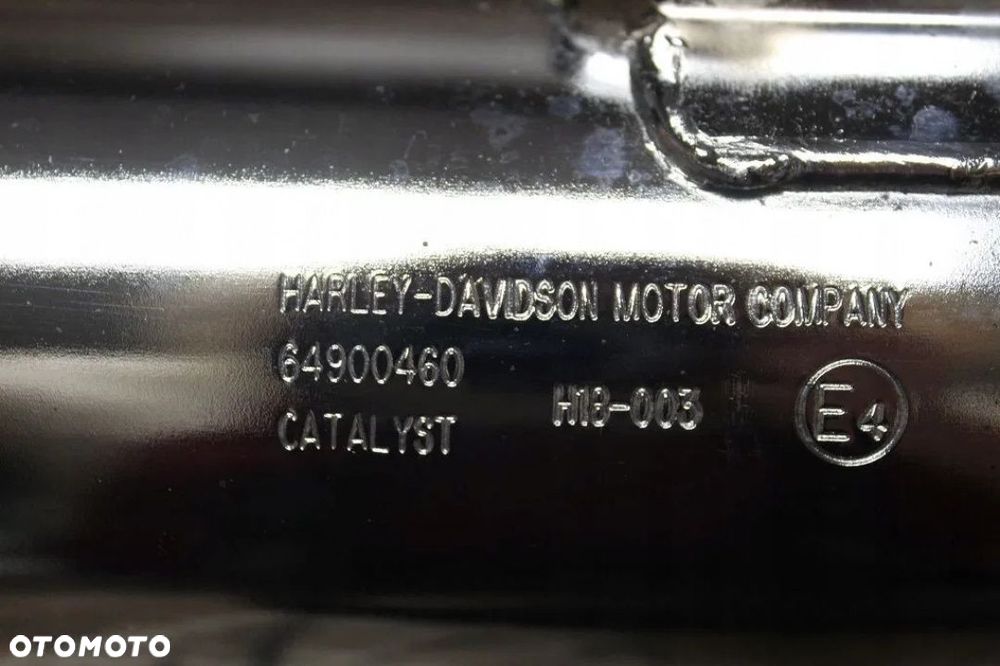 HARLEY-DAVIDSON MOTOR COMPANY
64900460
H18-003
E4
CATALYST
OTOMOTO